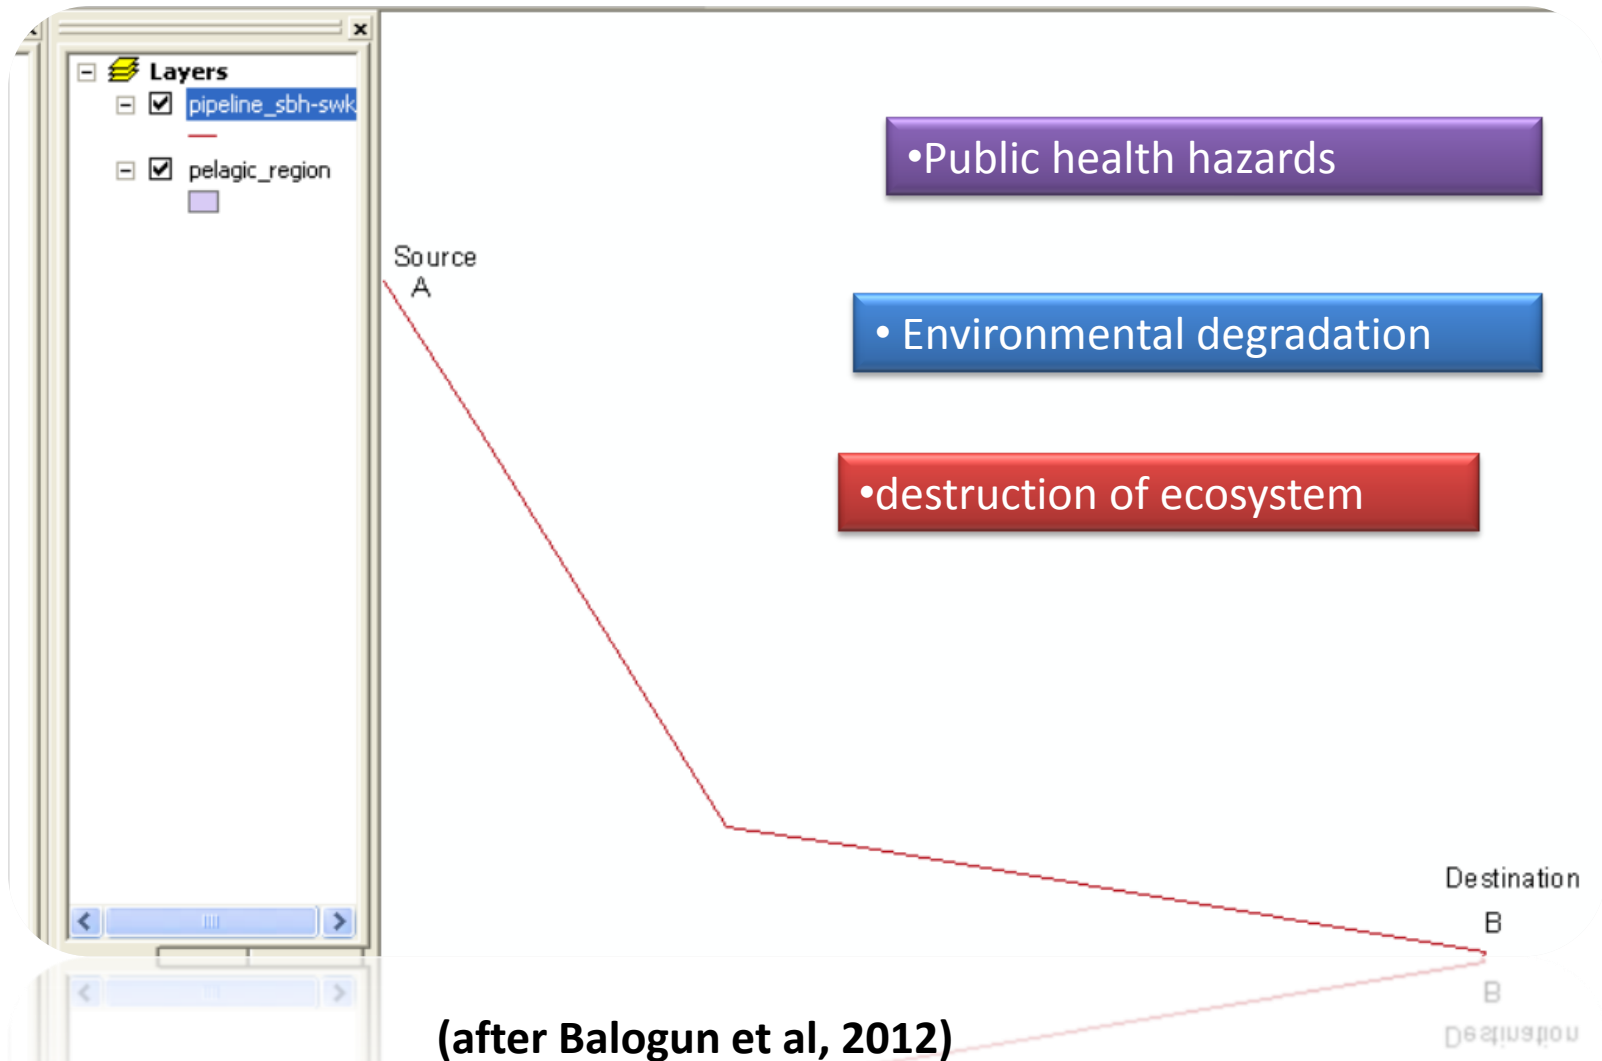 Layers
pipeline_sbh-swk
pelagic_region
•Public health hazards
Source
A
• Environmental degradation
•destruction of ecosystem
Destination
B
B
Destination
(after Balogun et al, 2012)